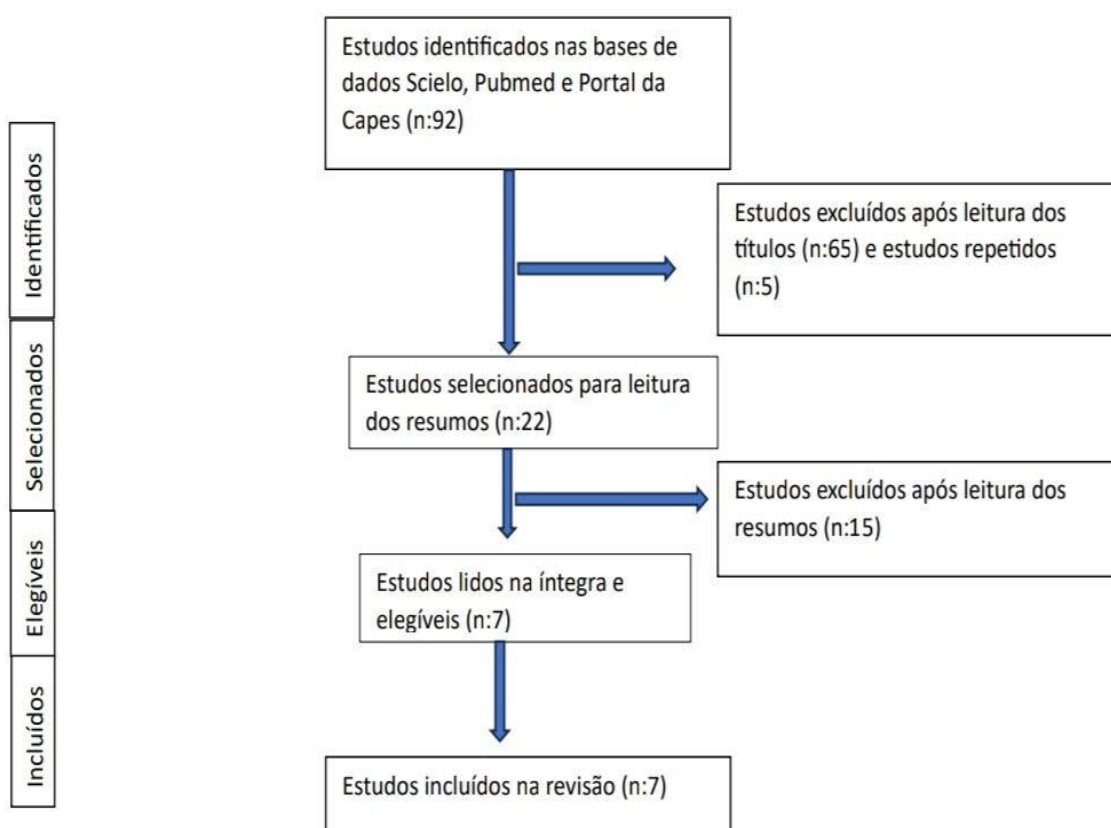 Estudos identificados nas bases de
dados Scielo, Pubmed e Portal da
Capes (n:92)
Identificados
Estudos excluídos após leitura dos
títulos (n:65) e estudos repetidos
(n:5)
Selecionados
Estudos selecionados para leitura
dos resumos (n:22)
Estudos excluídos após leitura dos
resumos (n:15)
Elegíveis
Estudos lidos na íntegra e
elegíveis (n:7)
Incluídos
Estudos incluídos na revisão (n:7)